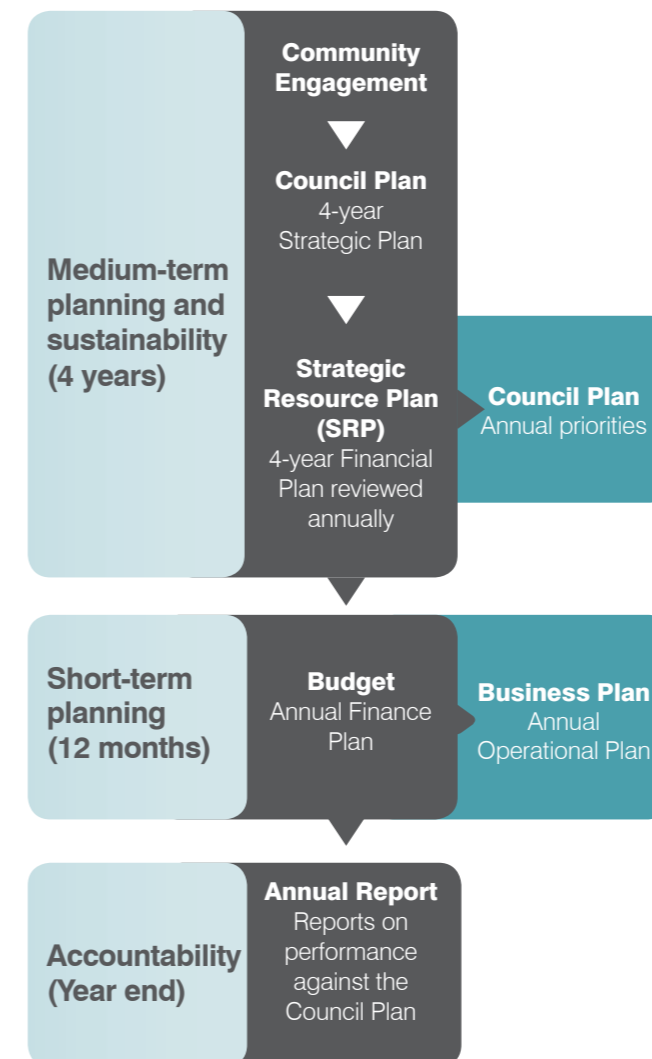 Medium-term
planning and
sustainability
(4 years)
Community
Engagement
Council Plan
4-year
Strategic Plan
Strategic
Resource Plan
(SRP)
4-year Financial
Plan reviewed
annually
Council Plan
Annual priorities
Short-term
planning
(12 months)
Budget
Annual Finance
Plan
Business Plan
Annual
Operational Plan
Accountability
(Year end)
Annual Report
Reports on
performance
against the
Council Plan